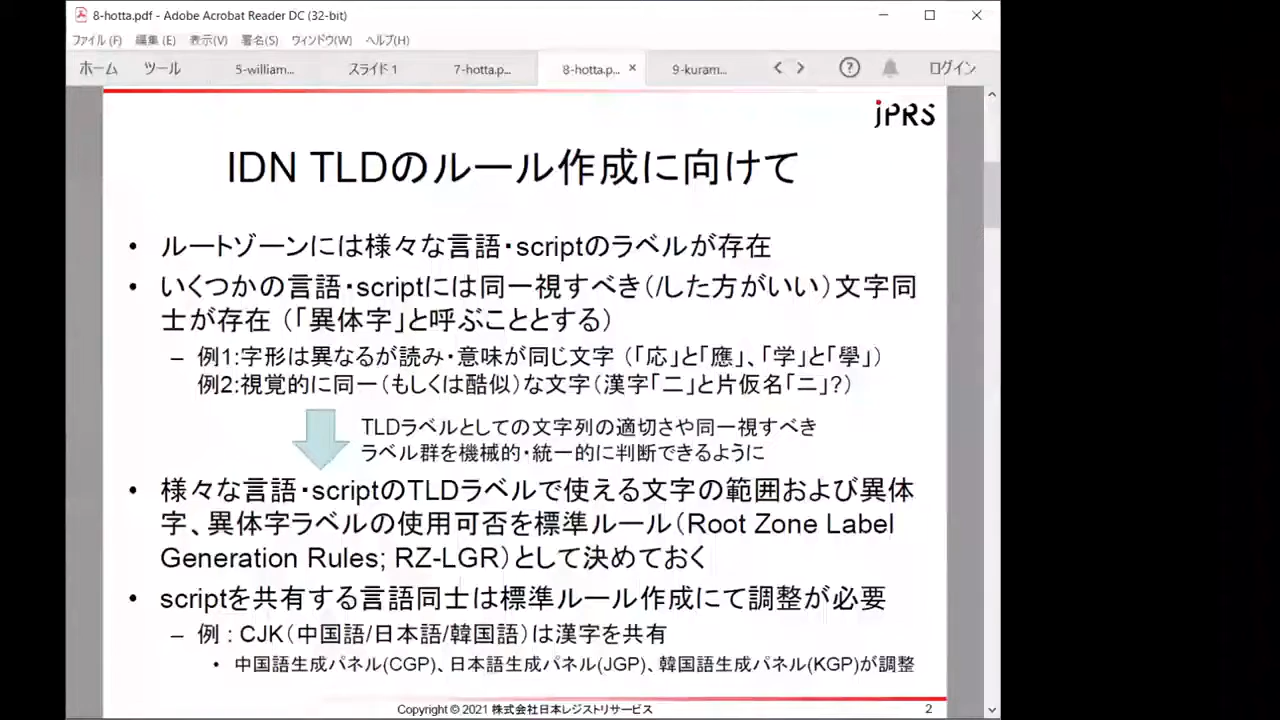 8-hotta.pdf - Adobe Acrobat Reader DC (32-bit)
ファイル(F) 編集(E) 表示(V) 署名(S) ウィンドウ(W) ヘルプ(H)
ホーム ツール 5-william... スライド 1 7-hotta.p... 8-hotta.p... × 9-kuram... ログイン
jPRS
IDN TLDのルール作成に向けて
• ルートゾーンには様々な言語・scriptのラベルが存在
• いくつかの言語・scriptには同一視すべき(/した方がいい)文字同
士が存在(「異体字」と呼ぶこととする)
– 例1:字形は異なるが読み・意味が同じ文字(「応」と「應」、「学」と「學」)
例2:視覚的に同一(もしくは酷似)な文字(漢字「二」と片仮名「ニ」?)
TLDラベルとしての文字列の適切さや同一視すべき
ラベル群を機械的・統一的に判断できるように
• 様々な言語・scriptのTLDラベルで使える文字の範囲および異体
字、異体字ラベルの使用可否を標準ルール(Root Zone Label
Generation Rules; RZ-LGR)として決めておく
• scriptを共有する言語同士は標準ルール作成にて調整が必要
– 例 : CJK(中国語/日本語/韓国語)は漢字を共有
• 中国語生成パネル(CGP)、日本語生成パネル(JGP)、韓国語生成パネル(KGP)が調整
Copyright © 2021 株式会社日本レジストリサービス 2